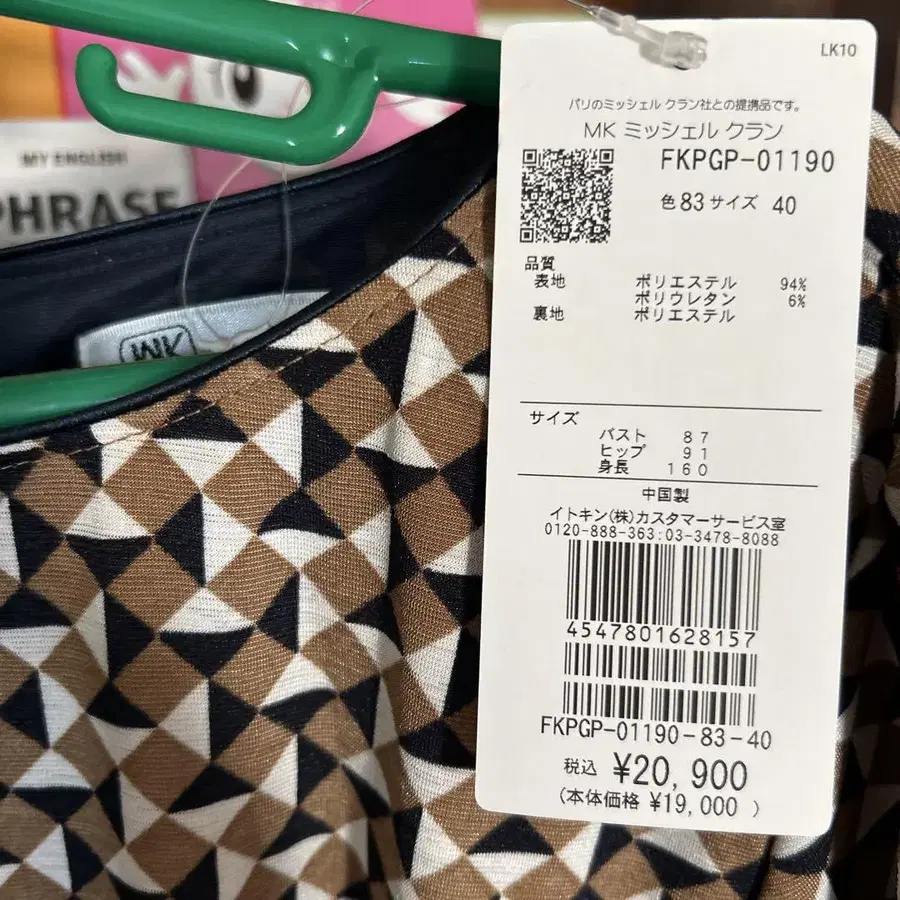 LK10
パリのミッシェル クラン社との提携品です。
MK ミッシェル クラン
FKPGP-01190
色83サイズ 40
品質
表地 ポリエステル 94%
ポリウレタン 6%
裏地 ポリエステル
サイズ
バスト 87
ヒップ 91
身長 160
中国製
イトキン(株)カスタマーサービス室
0120-888-363:03-3478-8088
4547801628157
FKPGP-01190-83-40
税込 ¥20,900
(本体価格 ¥19,000 )
MY ENGLISH
PHRASE
MK